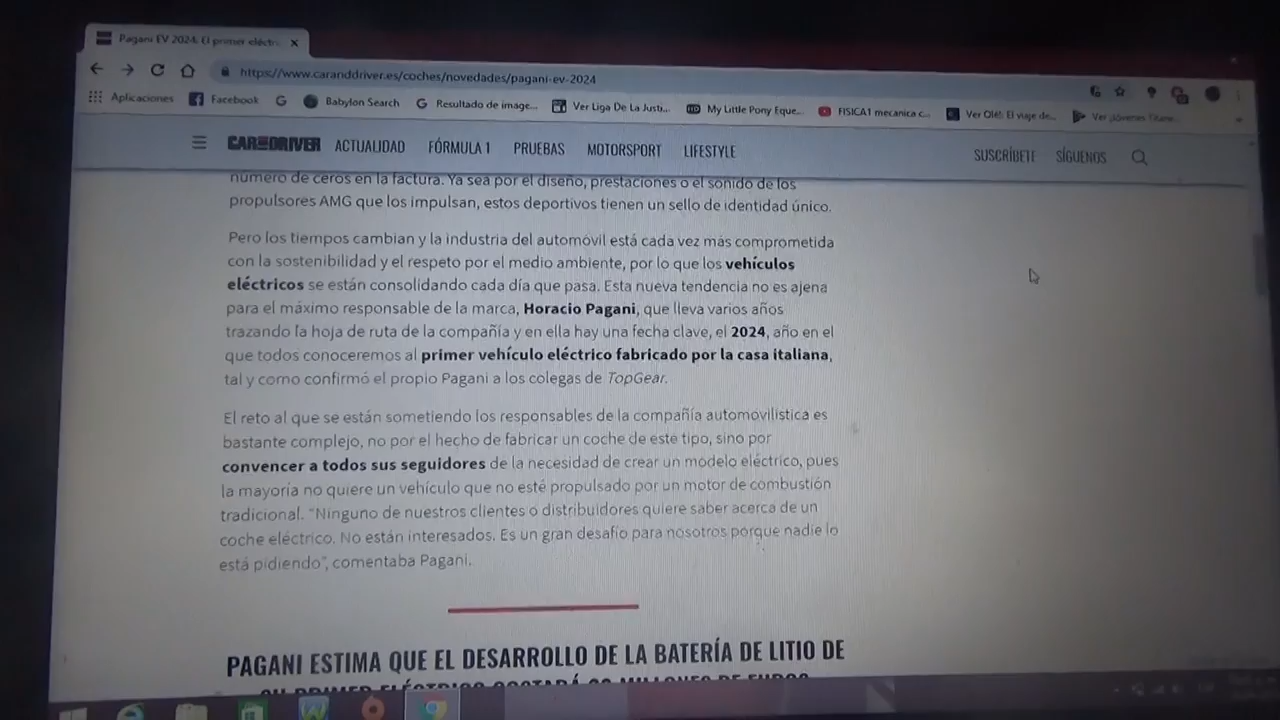 Pagani EV 2024: El primer eléctri
https://www.caranddriver.es/coches/novedades/pagani-ev-2024
Aplicaciones Facebook Babylon Search Resultado de image... Ver Liga De La Justi... My Little Pony Eque... FISICA1 mecanica c... Ver Olé!, El viaje de... Ver ¡Jóvenes Titane...
CAR AND DRIVER ACTUALIDAD FÓRMULA 1 PRUEBAS MOTORSPORT LIFESTYLE SUSCRÍBETE SÍGUENOS
número de ceros en la factura. Ya sea por el diseño, prestaciones o el sonido de los
propulsores AMG que los impulsan, estos deportivos tienen un sello de identidad único.
Pero los tiempos cambian y la industria del automóvil está cada vez más comprometida
con la sostenibilidad y el respeto por el medio ambiente, por lo que los vehículos
eléctricos se están consolidando cada día que pasa. Esta nueva tendencia no es ajena
para el máximo responsable de la marca, Horacio Pagani, que lleva varios años
trazando la hoja de ruta de la compañía y en ella hay una fecha clave, el 2024, año en el
que todos conoceremos al primer vehículo eléctrico fabricado por la casa italiana,
tal y como confirmó el propio Pagani a los colegas de TopGear.
El reto al que se están sometiendo los responsables de la compañía automovilística es
bastante complejo, no por el hecho de fabricar un coche de este tipo, sino por
convencer a todos sus seguidores de la necesidad de crear un modelo eléctrico, pues
la mayoría no quiere un vehículo que no esté propulsado por un motor de combustión
tradicional. "Ninguno de nuestros clientes o distribuidores quiere saber acerca de un
coche eléctrico. No están interesados. Es un gran desafío para nosotros porque nadie lo
está pidiendo", comentaba Pagani.
PAGANI ESTIMA QUE EL DESARROLLO DE LA BATERÍA DE LITIO DE
SU PRIMER ELÉCTRICO COSTARÁ 20 MILLONES DE EUROS